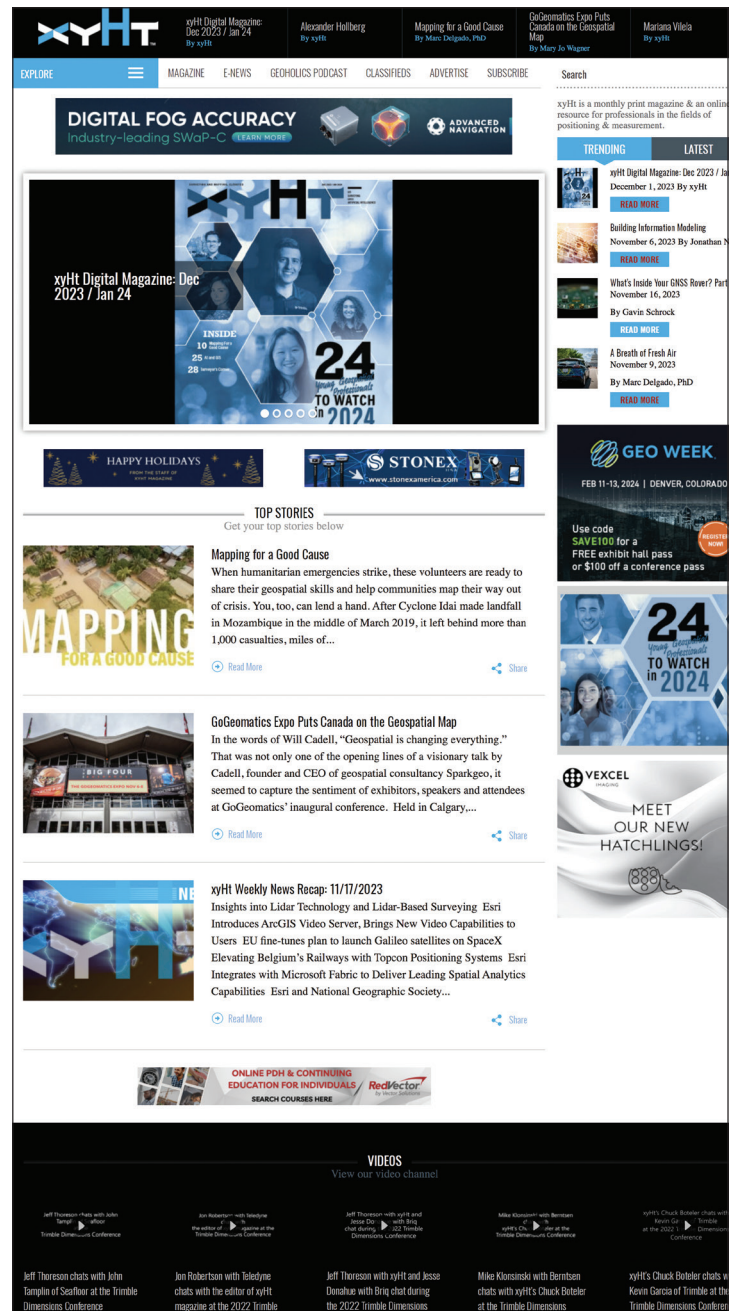 xyHt
xyHt Digital Magazine:
Dec 2023 / Jan 24
By xyHt
Alexander Hollberg
By xyHt
Mapping for a Good Cause
By Marc Delgado, PhD
GoGeomatics Expo Puts
Canada on the Geospatial
Map
By Mary Jo Wagner
Mariana Vilela
By xyHt
EXPLORE
MAGAZINE E-NEWS GEOHOLICS PODCAST CLASSIFIEDS ADVERTISE SUBSCRIBE
Search
DIGITAL FOG ACCURACY
Industry-leading SWaP-C LEARN MORE
ADVANCED
NAVIGATION
xyHt is a monthly print magazine & an online
resource for professionals in the fields of
positioning & measurement.
TRENDING LATEST
xyHt Digital Magazine: Dec 2023 / Ja
December 1, 2023 By xyHt
READ MORE
Building Information Modeling
November 6, 2023 By Jonathan N
READ MORE
What's Inside Your GNSS Rover? Part
November 16, 2023
By Gavin Schrock
READ MORE
A Breath of Fresh Air
November 9, 2023
By Marc Delgado, PhD
READ MORE
xyHt Digital Magazine: Dec
2023 / Jan 24
XYHT
INSIDE
10 Mapping For a
Good Cause
25 AI and GIS
28
24
Young Geospatial
Professionals
TO WATCH
in 2024
HAPPY HOLIDAYS
FROM THE STAFF OF
XYHT MAGAZINE
STONEX
www.stonexamerica.com
GEO WEEK
FEB 11-13, 2024 | DENVER, COLORADO
Use code
SAVE100 for a
FREE exhibit hall pass
or $100 off a conference pass
REGISTER
NOW!
TOP STORIES
Get your top stories below
MAPPING
FOR A GOOD CAUSE
Mapping for a Good Cause
When humanitarian emergencies strike, these volunteers are ready to
share their geospatial skills and help communities map their way out
of crisis. You, too, can lend a hand. After Cyclone Idai made landfall
in Mozambique in the middle of March 2019, it left behind more than
1,000 casualties, miles of...
Read More Share
24
Young Geospatial
Professionals
TO WATCH
in 2024
BIG FOUR
THE GOGEOMATICS EXPO NOV 6-8
GoGeomatics Expo Puts Canada on the Geospatial Map
In the words of Will Cadell, “Geospatial is changing everything.”
That was not only one of the opening lines of a visionary talk by
Cadell, founder and CEO of geospatial consultancy Sparkgeo, it
seemed to capture the sentiment of exhibitors, speakers and attendees
at GoGeomatics’ inaugural conference. Held in Calgary,...
Read More Share
VEXCEL
IMAGING
MEET
OUR NEW
HATCHLINGS!
NE
XYHT
xyHt Weekly News Recap: 11/17/2023
Insights into Lidar Technology and Lidar-Based Surveying Esri
Introduces ArcGIS Video Server, Brings New Video Capabilities to
Users EU fine-tunes plan to launch Galileo satellites on SpaceX
Elevating Belgium’s Railways with Topcon Positioning Systems Esri
Integrates with Microsoft Fabric to Deliver Leading Spatial Analytics
Capabilities Esri and National Geographic Society...
Read More Share
ONLINE PDH & CONTINUING
EDUCATION FOR INDIVIDUALS
SEARCH COURSES HERE
RedVector
by Vector Solutions
VIDEOS
View our video channel
Jeff Thoreson chats with John
Tamplin of Seafloor at the Trimble
Dimensions Conference
Jon Robertson with Teledyne
chats with the editor of xyHt
magazine at the 2022 Trimble
Jeff Thoreson with xyHt and Jesse
Donahue with Briq chat during
the 2022 Trimble Dimensions
Mike Klonsinski with Berntsen
chats with xyHt's Chuck Boteler
at the Trimble Dimensions
xyHt's Chuck Boteler chats w
Kevin Garcia of Trimble at the
Trimble Dimensions Conferen